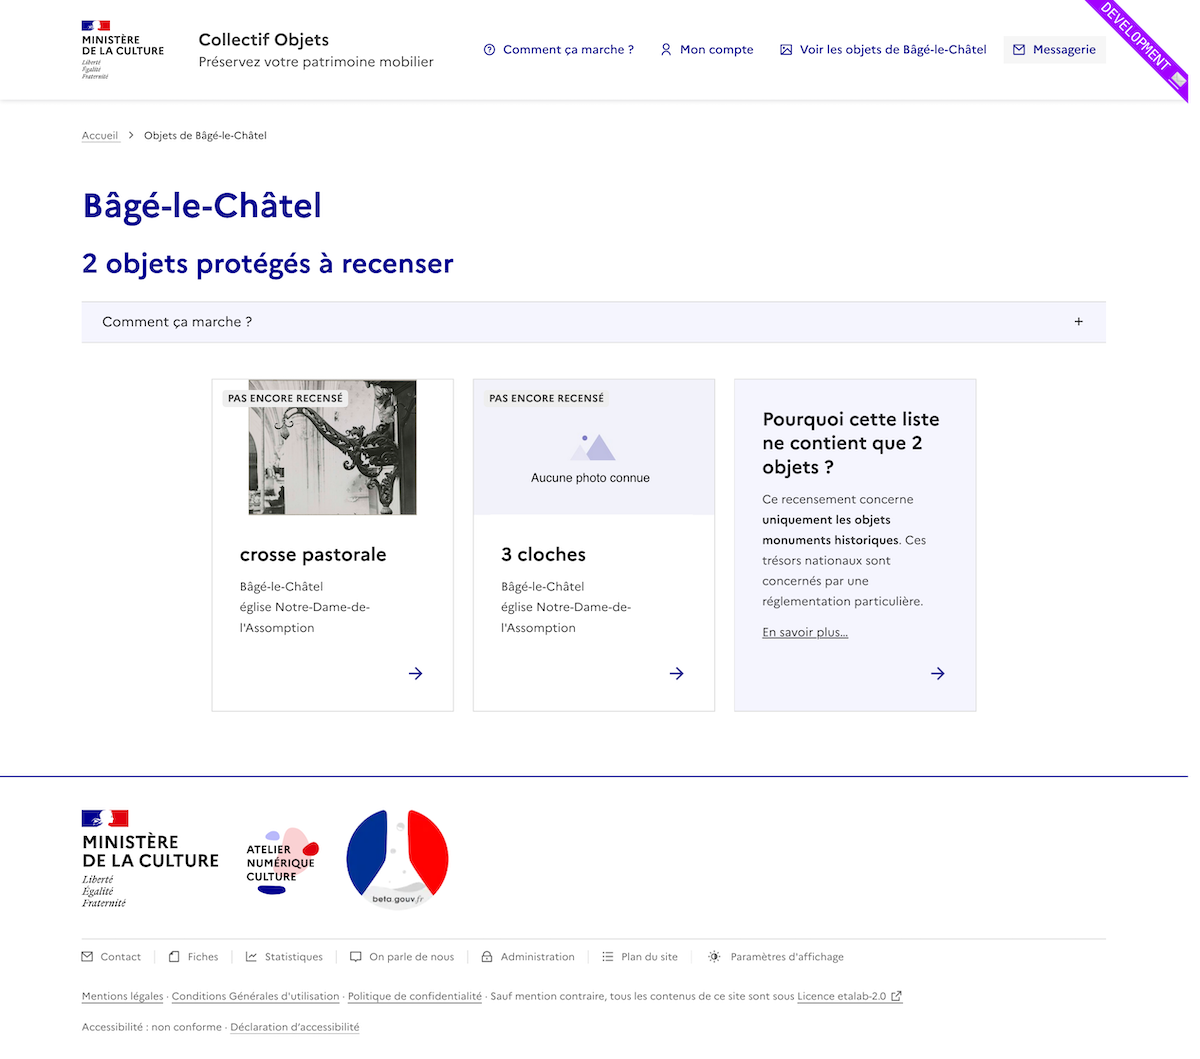 MINISTÈRE
DE LA CULTURE
Liberté
Égalité
Fraternité
Collectif Objets
Préservez votre patrimoine mobilier
Comment ça marche ?
Mon compte
Voir les objets de Bâgé-le-Châtel
Messagerie
DEVELOPMENT
Accueil
Objets de Bâgé-le-Châtel
Bâgé-le-Châtel
2 objets protégés à recenser
Comment ça marche ?
+
PAS ENCORE RECENSÉ
crosse pastorale
Bâgé-le-Châtel
église Notre-Dame-de-
l'Assomption
PAS ENCORE RECENSÉ
Aucune photo connue
3 cloches
Bâgé-le-Châtel
église Notre-Dame-de-
l'Assomption
Pourquoi cette liste
ne contient que 2
objets ?
Ce recensement concerne
uniquement les objets
monuments historiques. Ces
trésors nationaux sont
concernés par une
réglementation particulière.
En savoir plus...
MINISTÈRE
DE LA CULTURE
Liberté
Égalité
Fraternité
ATELIER
NUMÉRIQUE
CULTURE
beta.gouv.fr
Contact
Fiches
Statistiques
On parle de nous
Administration
Plan du site
Paramètres d'affichage
Mentions légales · Conditions Générales d'utilisation · Politique de confidentialité · Sauf mention contraire, tous les contenus de ce site sont sous Licence etalab-2.0
Accessibilité : non conforme · Déclaration d’accessibilité